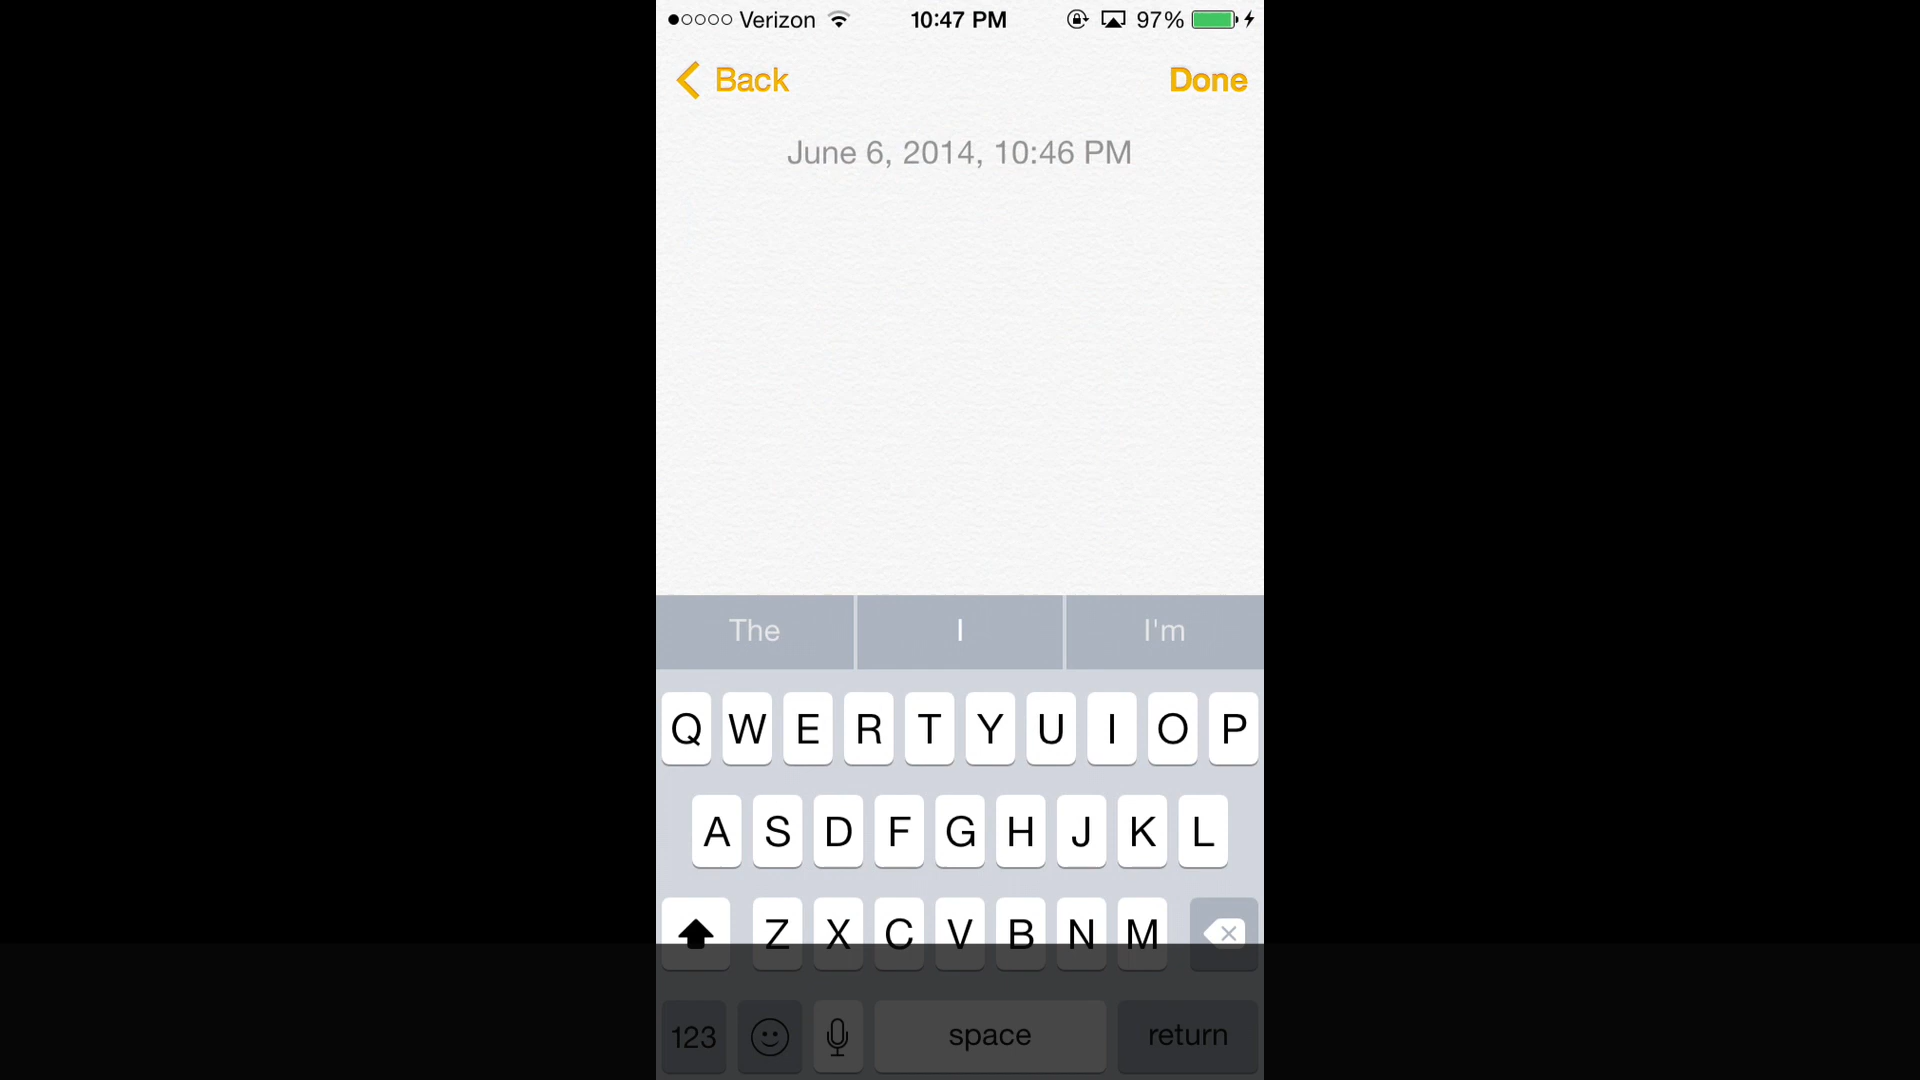 Verizon 10:47 PM 97%
Back Done
June 6, 2014, 10:46 PM
The I I'm
Q W E R T Y U I O P
A S D F G H J K L
Z X C V B N M
123 space return